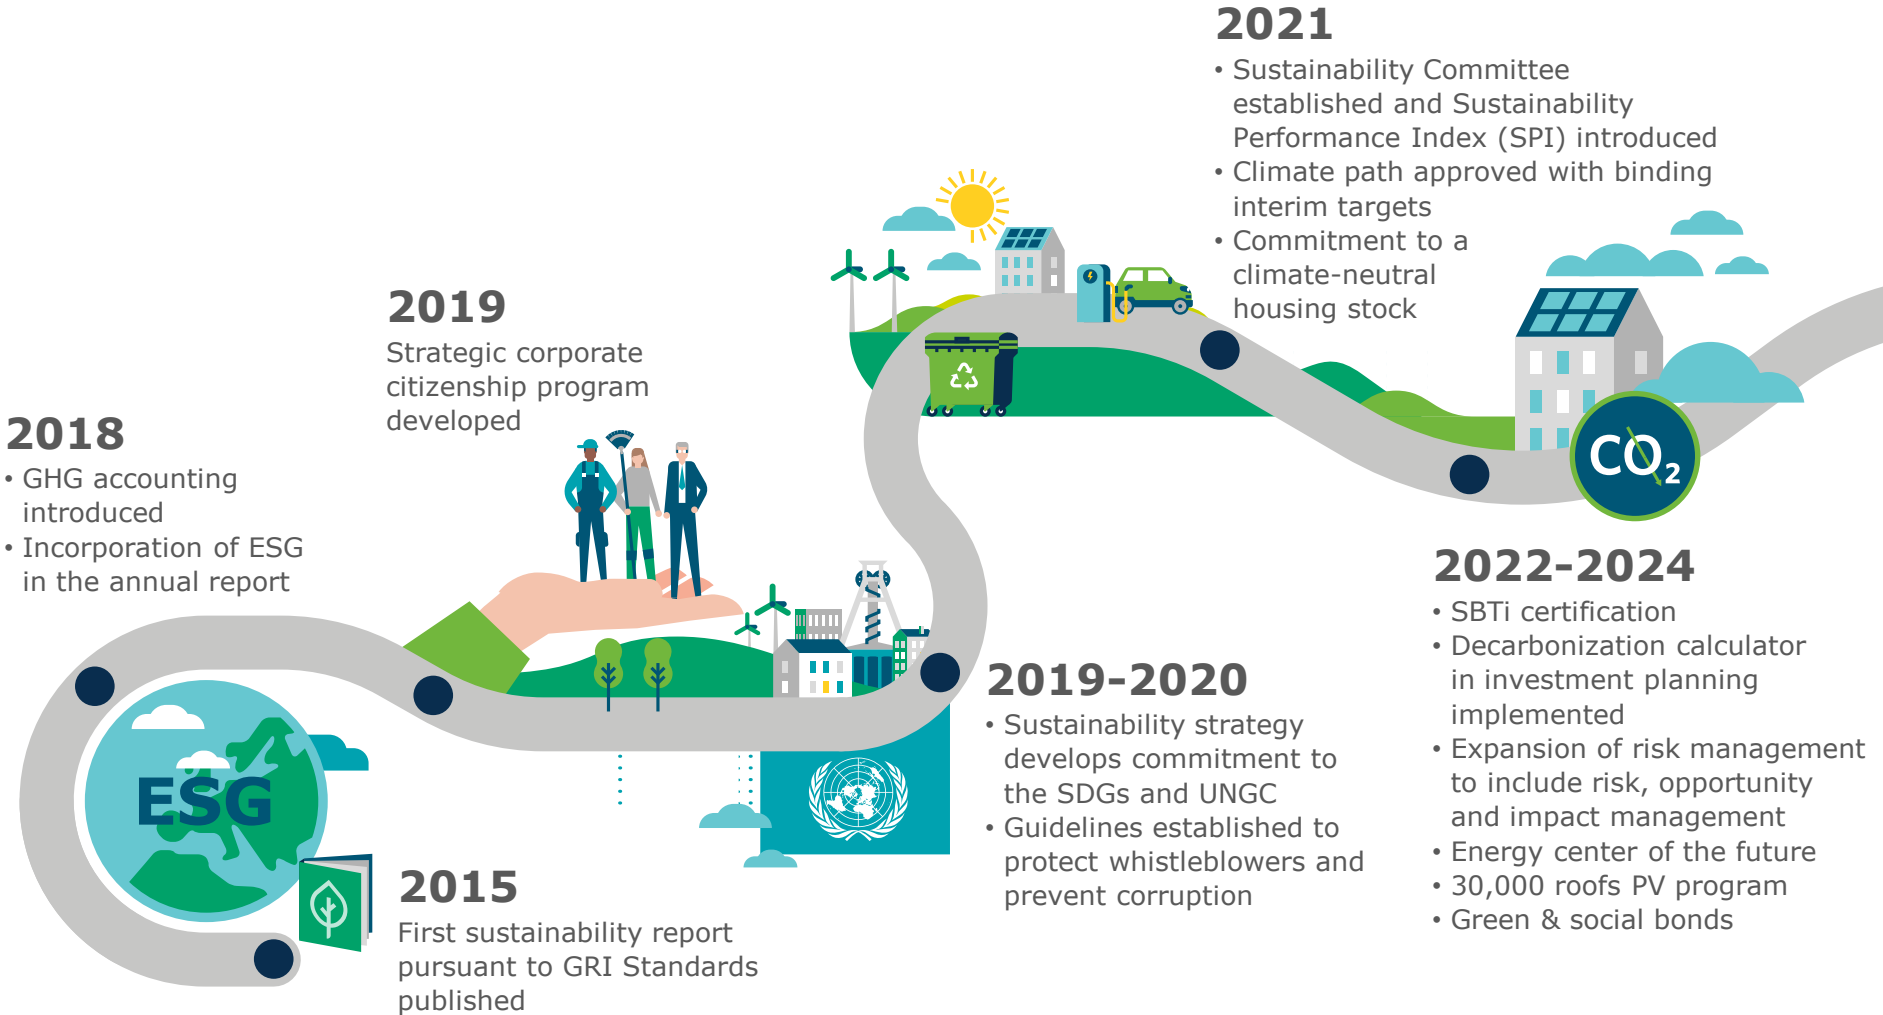 2021
• Sustainability Committee
established and Sustainability
Performance Index (SPI) introduced
• Climate path approved with binding
interim targets
• Commitment to a
climate-neutral
housing stock
2019
Strategic corporate
citizenship program
developed
2018
• GHG accounting
introduced
• Incorporation of ESG
in the annual report
CO₂
2022-2024
• SBTi certification
• Decarbonization calculator
in investment planning
implemented
• Expansion of risk management
to include risk, opportunity
and impact management
• Energy center of the future
• 30,000 roofs PV program
• Green & social bonds
2019-2020
• Sustainability strategy
develops commitment to
the SDGs and UNGC
• Guidelines established to
protect whistleblowers and
prevent corruption
ESG
2015
First sustainability report
pursuant to GRI Standards
published